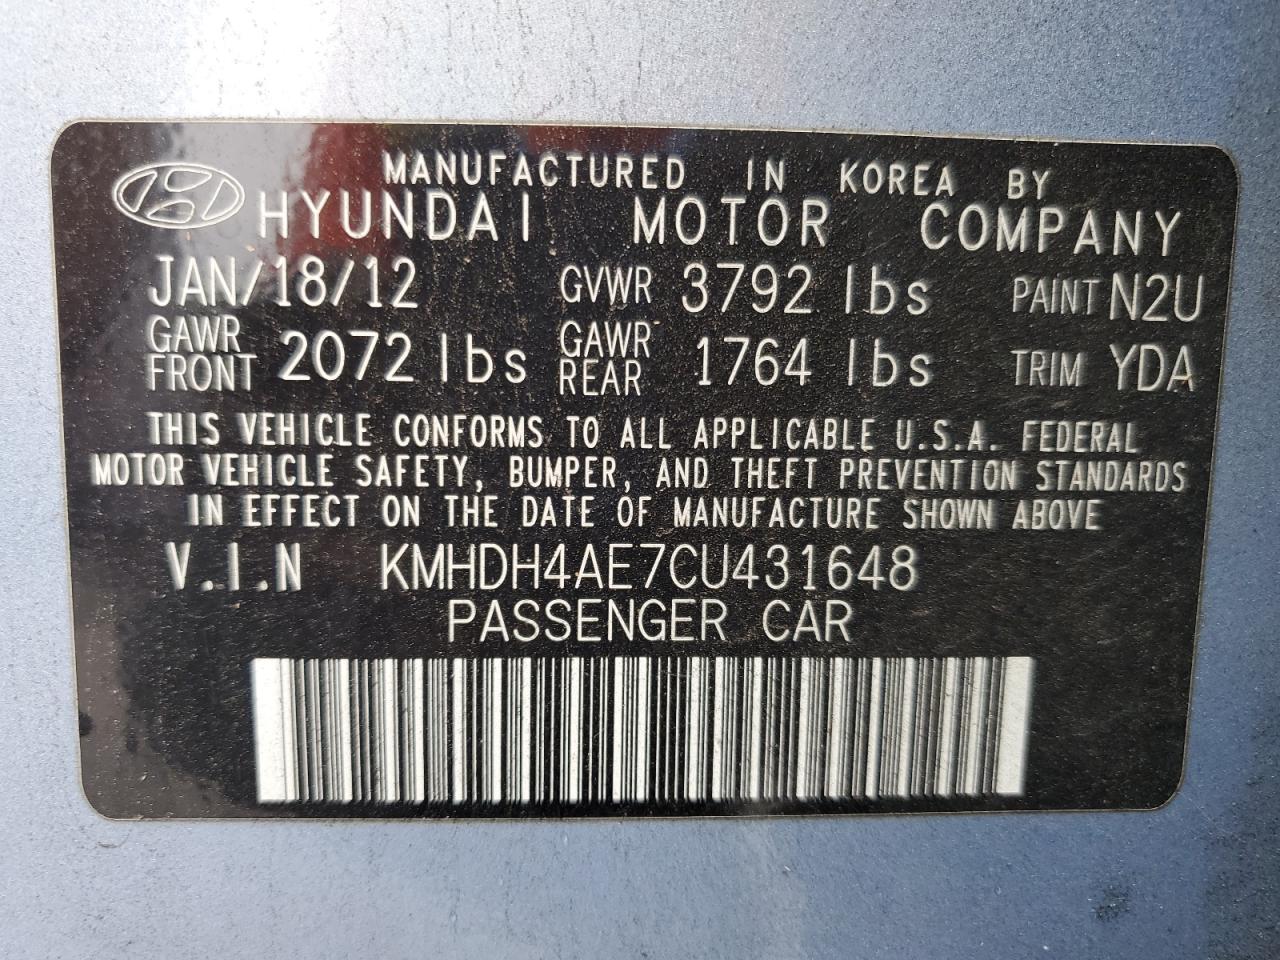 MANUFACTURED IN KOREA BY
HYUNDAI MOTOR COMPANY
JAN/18/12 GVWR 3792 lbs PAINT N2U
GAWR FRONT 2072 lbs GAWR REAR 1764 lbs TRIM YDA
THIS VEHICLE CONFORMS TO ALL APPLICABLE U.S.A. FEDERAL
MOTOR VEHICLE SAFETY, BUMPER, AND THEFT PREVENTION STANDARDS
IN EFFECT ON THE DATE OF MANUFACTURE SHOWN ABOVE
V.I.N KMHDH4AE7CU431648
PASSENGER CAR